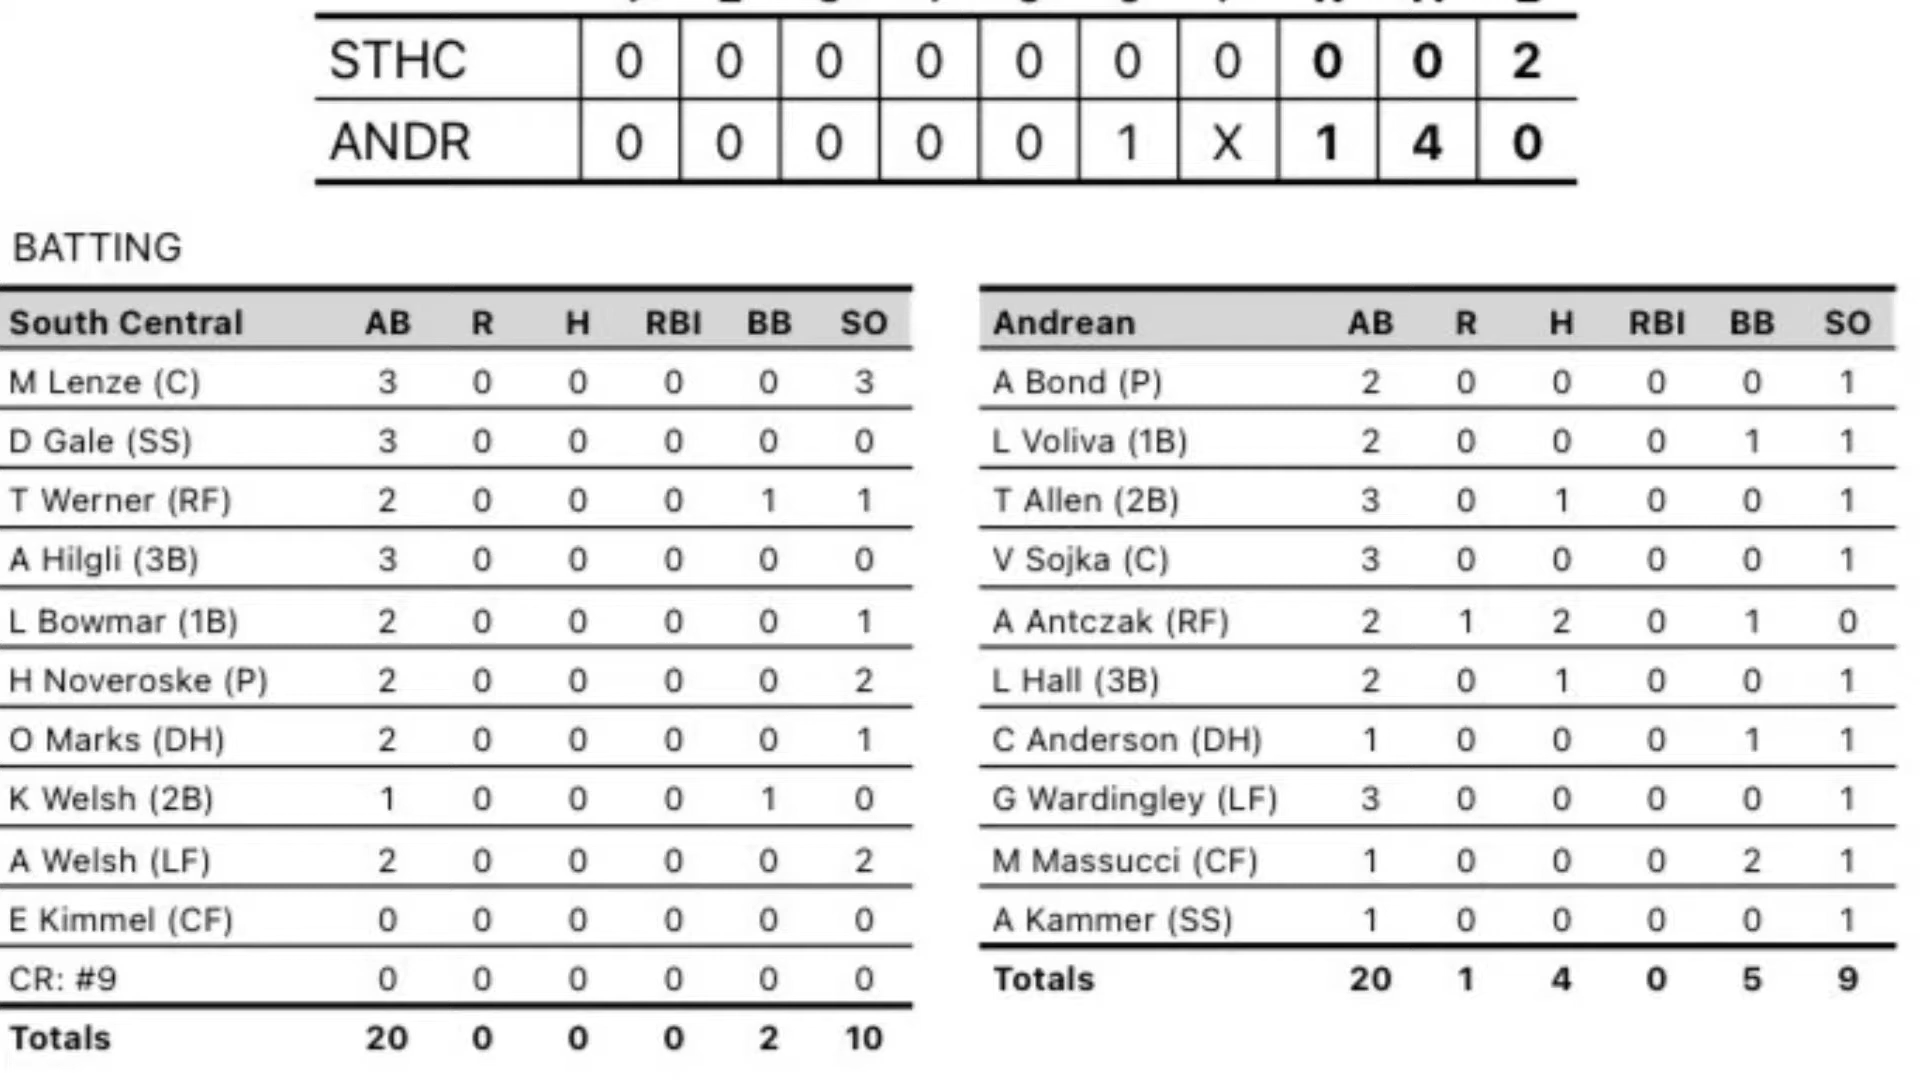 STHC 0 0 0 0 0 0 0 0 0 2
ANDR 0 0 0 0 0 1 X 1 4 0
BATTING
South Central AB R H RBI BB SO
M Lenze (C) 3 0 0 0 0 3
D Gale (SS) 3 0 0 0 0 0
T Werner (RF) 2 0 0 0 1 1
A Hilgli (3B) 3 0 0 0 0 0
L Bowmar (1B) 2 0 0 0 0 1
H Noveroske (P) 2 0 0 0 0 2
O Marks (DH) 2 0 0 0 0 1
K Welsh (2B) 1 0 0 0 1 0
A Welsh (LF) 2 0 0 0 0 2
E Kimmel (CF) 0 0 0 0 0 0
CR: #9 0 0 0 0 0 0
Totals 20 0 0 0 2 10
Andrean AB R H RBI BB SO
A Bond (P) 2 0 0 0 0 1
L Voliva (1B) 2 0 0 0 1 1
T Allen (2B) 3 0 1 0 0 1
V Sojka (C) 3 0 0 0 0 1
A Antczak (RF) 2 1 2 0 1 0
L Hall (3B) 2 0 1 0 0 1
C Anderson (DH) 1 0 0 0 1 1
G Wardingley (LF) 3 0 0 0 0 1
M Massucci (CF) 1 0 0 0 2 1
A Kammer (SS) 1 0 0 0 0 1
Totals 20 1 4 0 5 9